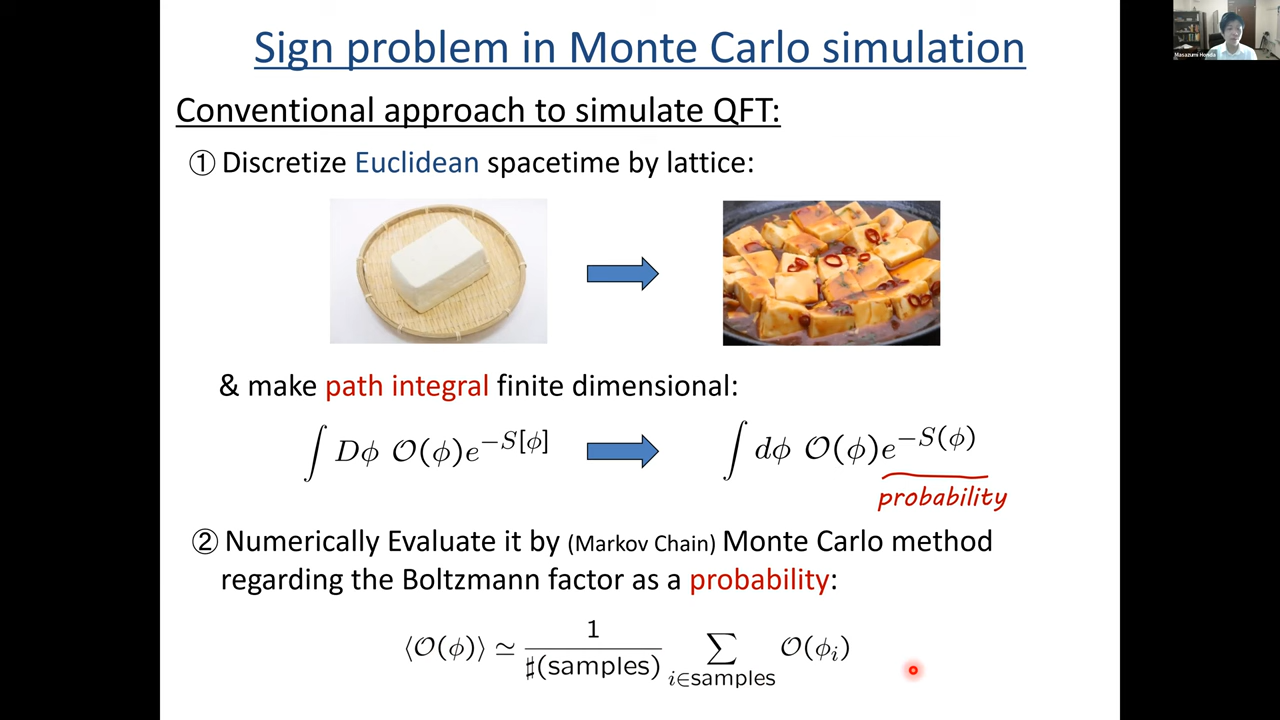 Sign problem in Monte Carlo simulation
Masazumi Honda
Conventional approach to simulate QFT:
① Discretize Euclidean spacetime by lattice:
& make path integral finite dimensional:
∫ Dϕ 𝒪(ϕ)e^{−S[ϕ]} ∫ dϕ 𝒪(ϕ)e^{−S(ϕ)}
probability
② Numerically Evaluate it by (Markov Chain) Monte Carlo method
regarding the Boltzmann factor as a probability:
⟨𝒪(ϕ)⟩ ≃ 1/♯(samples) ∑_{i∈samples} 𝒪(ϕ_i)